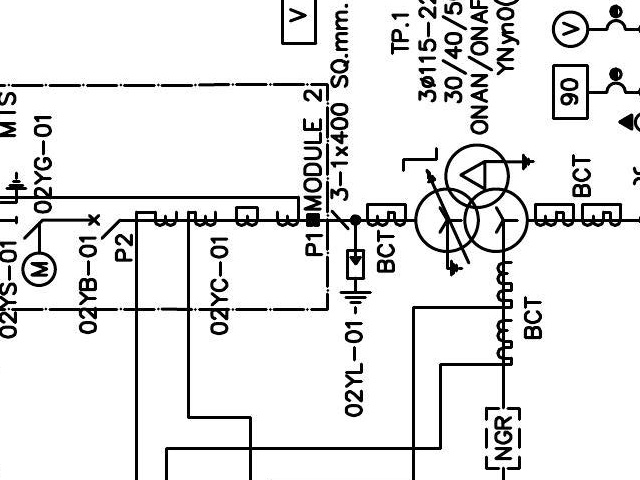 V
TP.1
3ø115-22
30/40/50
ONAN/ONAF
YNyn0(
V
90
MTS
02YG-01
MODULE 2
3-1x400 SQ.mm.
BCT
02YS-01
M
02YB-01
P2
02YC-01
P1
BCT
02YL-01
BCT
NGR